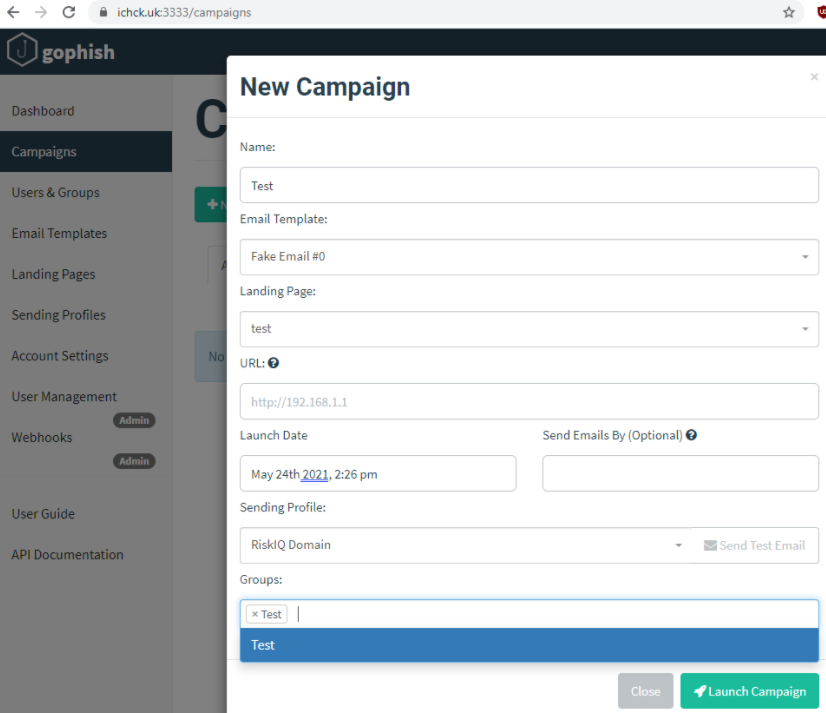 ichck.uk:3333/campaigns
gophish
New Campaign
×
Dashboard
Campaigns
Users & Groups
Email Templates
Landing Pages
Sending Profiles
Account Settings
User Management
Admin
Webhooks
Admin
User Guide
API Documentation
C
No
Name:
Test
Email Template:
Fake Email #0
Landing Page:
test
URL:
http://192.168.1.1
Launch Date
Send Emails By (Optional)
May 24th 2021, 2:26 pm
Sending Profile:
RiskIQ Domain
Send Test Email
Groups:
× Test
Test
Close
Launch Campaign